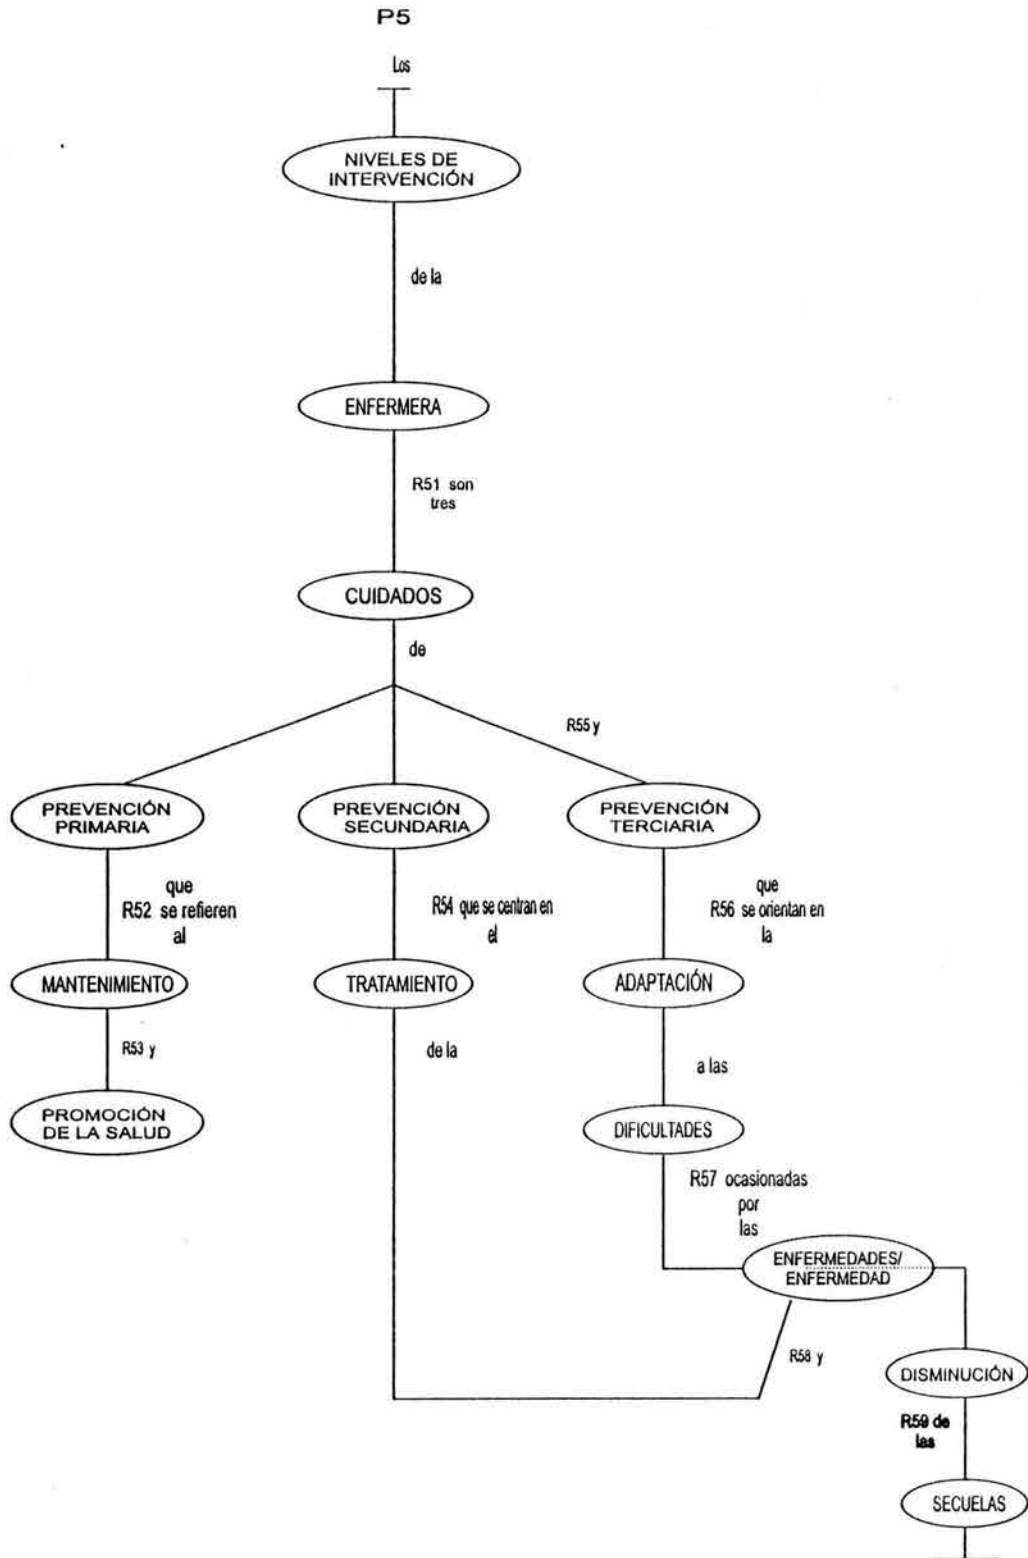 P5
Los
NIVELES DE
INTERVENCIÓN
de la
ENFERMERA
R51 son
tres
CUIDADOS
de
R55 y
PREVENCIÓN
PRIMARIA
PREVENCIÓN
SECUNDARIA
PREVENCIÓN
TERCIARIA
que
R52 se refieren
al
R54 que se centran en
el
que
R56 se orientan en
la
MANTENIMIENTO
TRATAMIENTO
ADAPTACIÓN
R53 y
de la
a las
PROMOCIÓN
DE LA SALUD
DIFICULTADES
R57 ocasionadas
por
las
ENFERMEDADES/
ENFERMEDAD
R58 y
DISMINUCIÓN
R59 de
las
SECUELAS